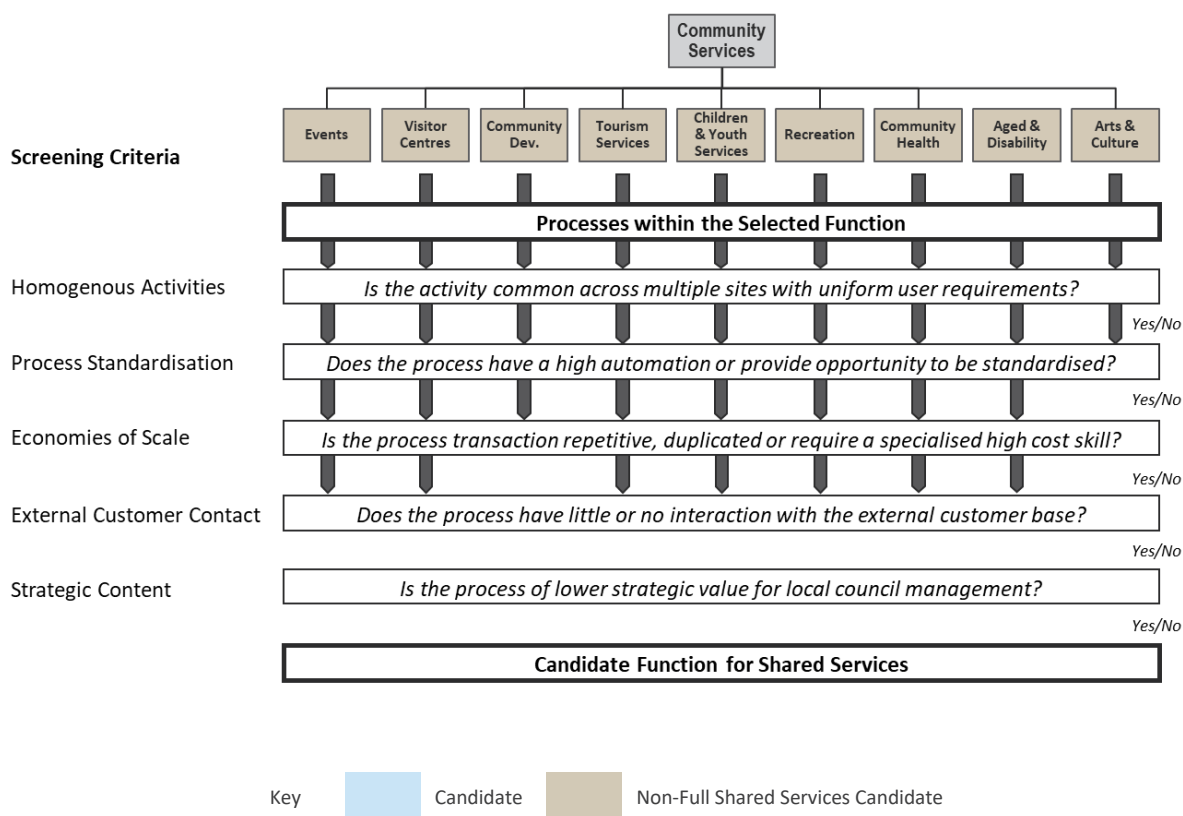 Community
Services
Events
Visitor
Centres
Community
Dev.
Tourism
Services
Children
& Youth
Services
Recreation
Community
Health
Aged &
Disability
Arts &
Culture
Screening Criteria
Processes within the Selected Function
Homogenous Activities
Is the activity common across multiple sites with uniform user requirements?
Yes/No
Process Standardisation
Does the process have a high automation or provide opportunity to be standardised?
Yes/No
Economies of Scale
Is the process transaction repetitive, duplicated or require a specialised high cost skill?
Yes/No
External Customer Contact
Does the process have little or no interaction with the external customer base?
Yes/No
Strategic Content
Is the process of lower strategic value for local council management?
Yes/No
Candidate Function for Shared Services
Key
Candidate
Non-Full Shared Services Candidate